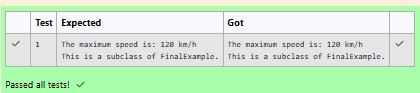 Test Expected Got
1 The maximum speed is: 120 km/h The maximum speed is: 120 km/h
This is a subclass of FinalExample. This is a subclass of FinalExample.
Passed all tests! ✓